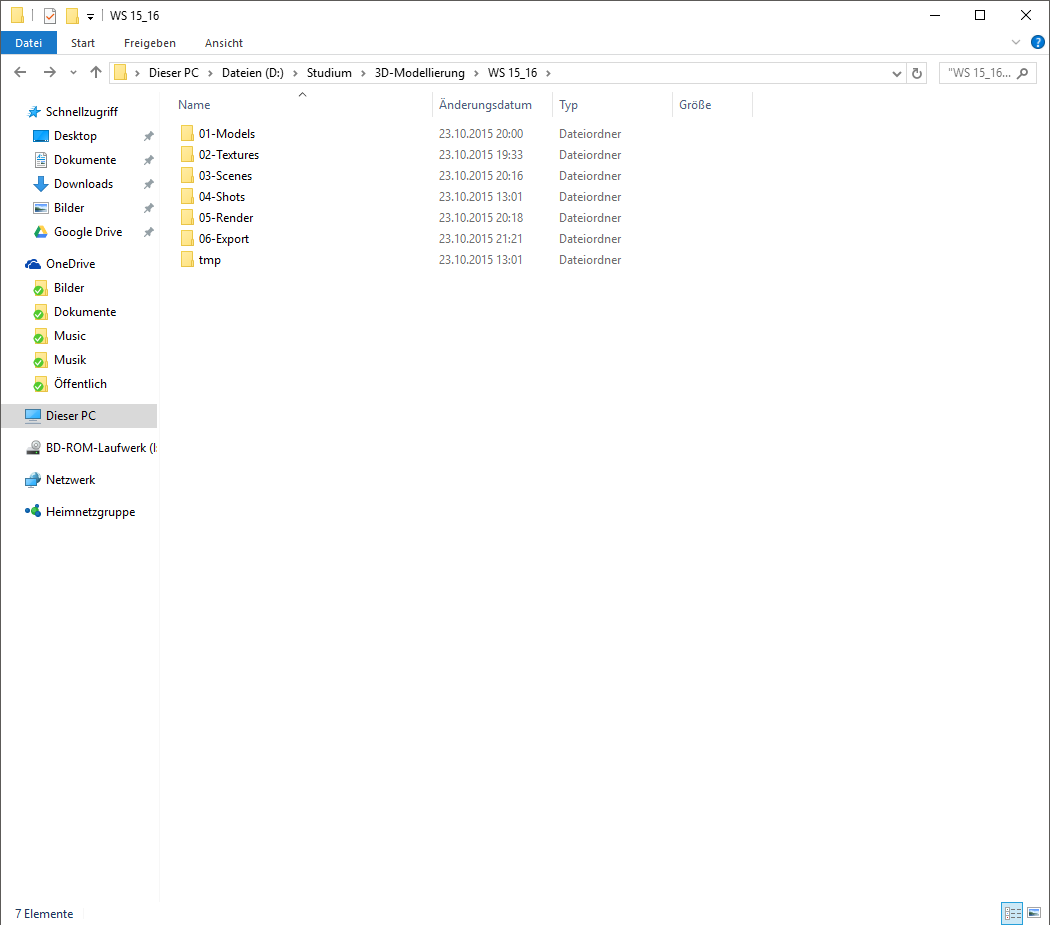 WS 15_16
Datei Start Freigeben Ansicht
Dieser PC Dateien (D:) Studium 3D-Modellierung WS 15_16 "WS 15_16...
Schnellzugriff
Desktop
Dokumente
Downloads
Bilder
Google Drive
OneDrive
Bilder
Dokumente
Music
Musik
Öffentlich
Dieser PC
BD-ROM-Laufwerk (
Netzwerk
Heimnetzgruppe
Name Änderungsdatum Typ Größe
01-Models 23.10.2015 20:00 Dateiordner
02-Textures 23.10.2015 19:33 Dateiordner
03-Scenes 23.10.2015 20:16 Dateiordner
04-Shots 23.10.2015 13:01 Dateiordner
05-Render 23.10.2015 20:18 Dateiordner
06-Export 23.10.2015 21:21 Dateiordner
tmp 23.10.2015 13:01 Dateiordner
7 Elemente